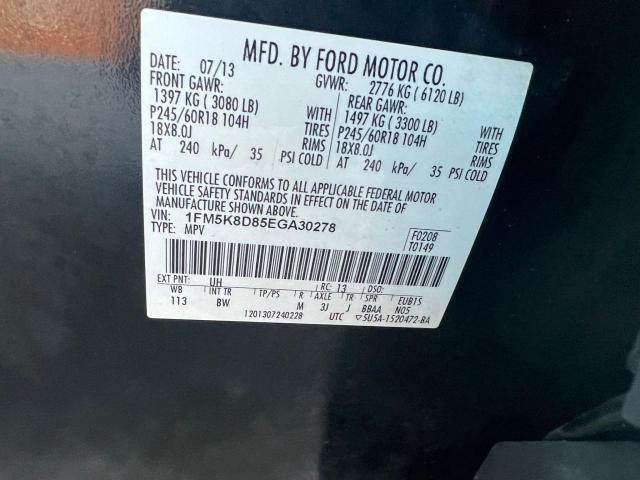 MFD. BY FORD MOTOR CO.
DATE: 07/13 GVWR: 2776 KG ( 6120 LB)
FRONT GAWR: REAR GAWR:
1397 KG ( 3080 LB) WITH 1497 KG ( 3300 LB) WITH
P245/60R18 104H TIRES P245/60R18 104H TIRES
18X8.0J RIMS 18X8.0J RIMS
AT 240 kPa/ 35 PSI COLD AT 240 kPa/ 35 PSI COLD
THIS VEHICLE CONFORMS TO ALL APPLICABLE FEDERAL MOTOR
VEHICLE SAFETY STANDARDS IN EFFECT ON THE DATE OF
MANUFACTURE SHOWN ABOVE.
VIN: 1FM5K8D85EGA30278
TYPE: MPV
F0208
T0149
EXT PNT: UH RC: 13 DSO:
WB INT TR TP/PS R AXLE TR SPR EUB15
113 BW M 3J J BBAA N05
1201307240228 UTC 5U5A-1520472-BA